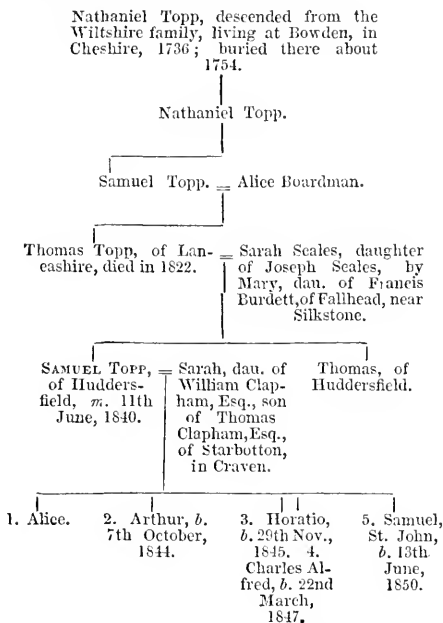 Nathaniel Topp, descended from the
Wiltshire family, living at Bowden, in
Cheshire, 1736; buried there about
1754.
Nathaniel Topp.
Samuel Topp. = Alice Boardman.
Thomas Topp, of Lan-
cashire, died in 1822.
= Sarah Scales, daughter
of Joseph Scales, by
Mary, dau. of Francis
Burdett, of Fallhead, near
Silkstone.
SAMUEL TOPP,
of Hudders-
field, m. 11th
June, 1840.
= Sarah, dau. of
William Clap-
ham, Esq., son
of Thomas
Clapham, Esq.,
of Starbotton,
in Craven.
Thomas, of
Huddersfield.
1. Alice.
2. Arthur, b.
7th October,
1844.
3. Horatio,
b. 29th Nov.,
1845. 4.
Charles Al-
fred, b. 22nd
March,
1847.
5. Samuel,
St. John,
b. 13th
June,
1850.